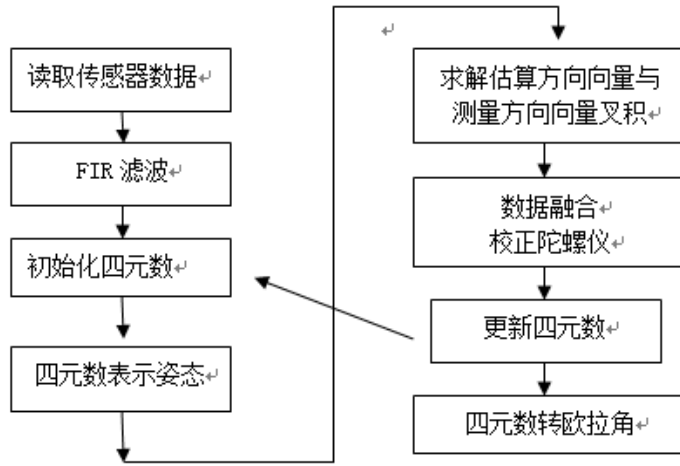 读取传感器数据
FIR 滤波
初始化四元数
四元数表示姿态
求解估算方向向量与
测量方向向量叉积
数据融合
校正陀螺仪
更新四元数
四元数转欧拉角